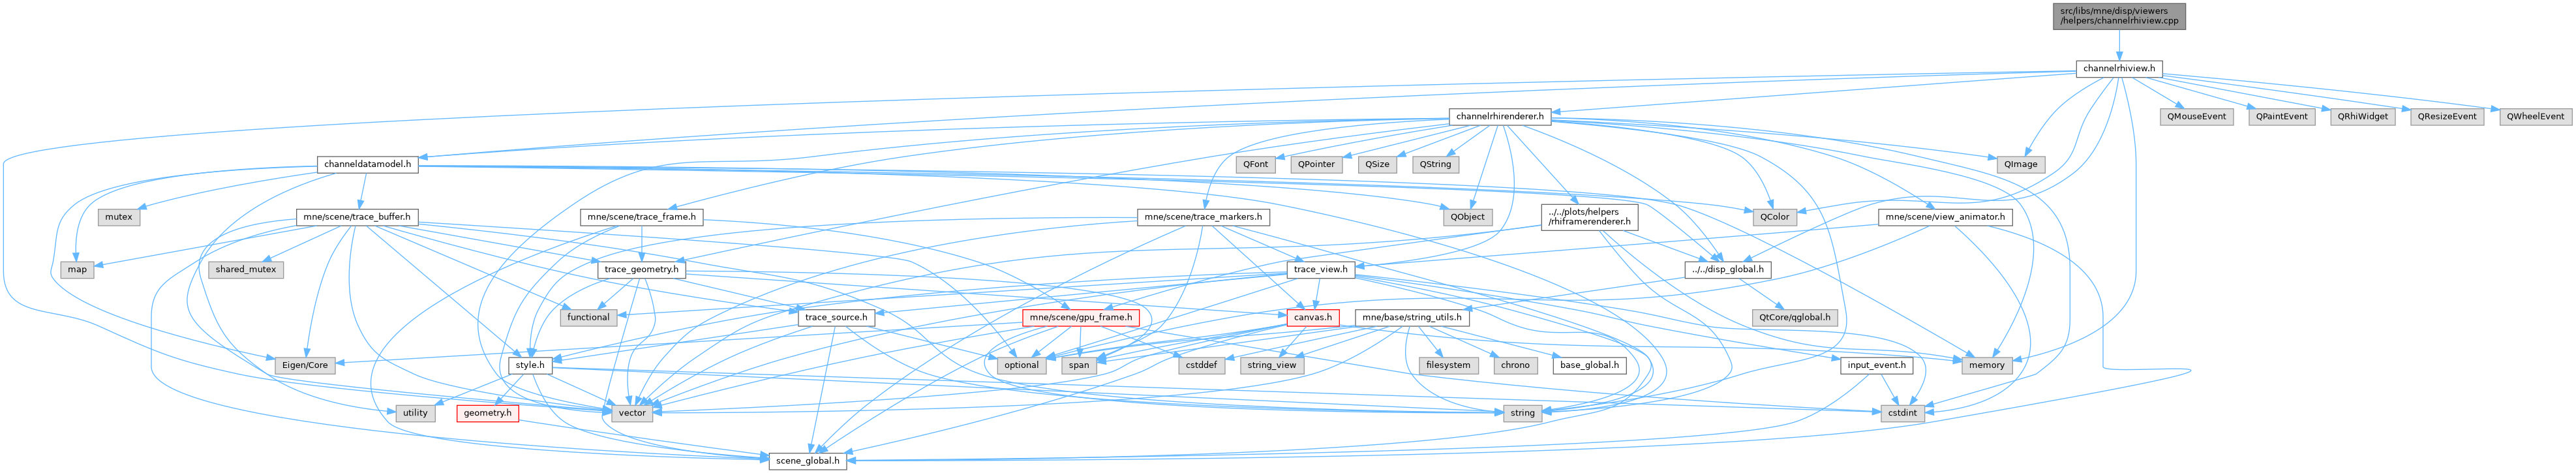 src/libs/mne/disp/viewers
/helpers/channelrhiview.cpp
channelrhiview.h
channelrhirenderer.h
QMouseEvent
QPaintEvent
QRhiWidget
QResizeEvent
QWheelEvent
channeldatamodel.h
QFont
QPointer
QSize
QString
QImage
mutex
mne/scene/trace_buffer.h
mne/scene/trace_frame.h
mne/scene/trace_markers.h
QObject
../../plots/helpers
/rhiframerenderer.h
QColor
mne/scene/view_animator.h
map
shared_mutex
trace_geometry.h
trace_view.h
../../disp_global.h
functional
trace_source.h
mne/scene/gpu_frame.h
canvas.h
mne/base/string_utils.h
QtCore/qglobal.h
Eigen/Core
style.h
optional
span
cstddef
string_view
filesystem
chrono
base_global.h
input_event.h
memory
utility
geometry.h
vector
string
cstdint
scene_global.h